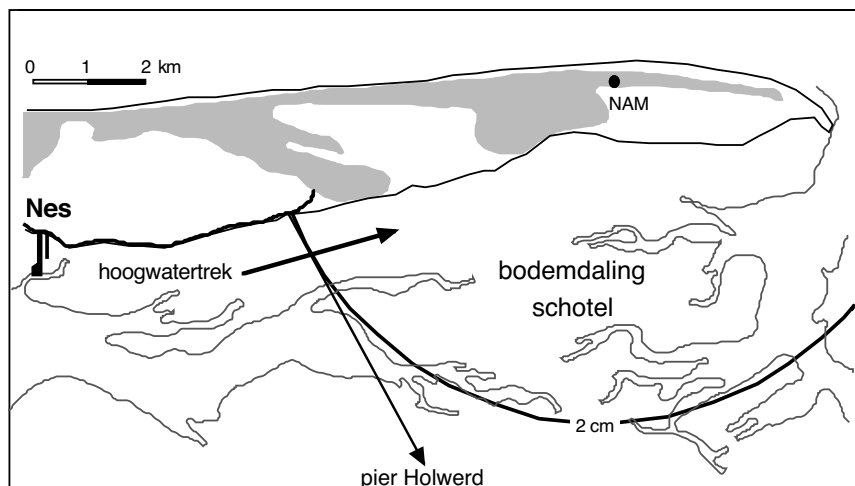 0 1 2 km
NAM
Nes
hoogwatertrek
bodemdaling
schotel
2 cm
pier Holwerd